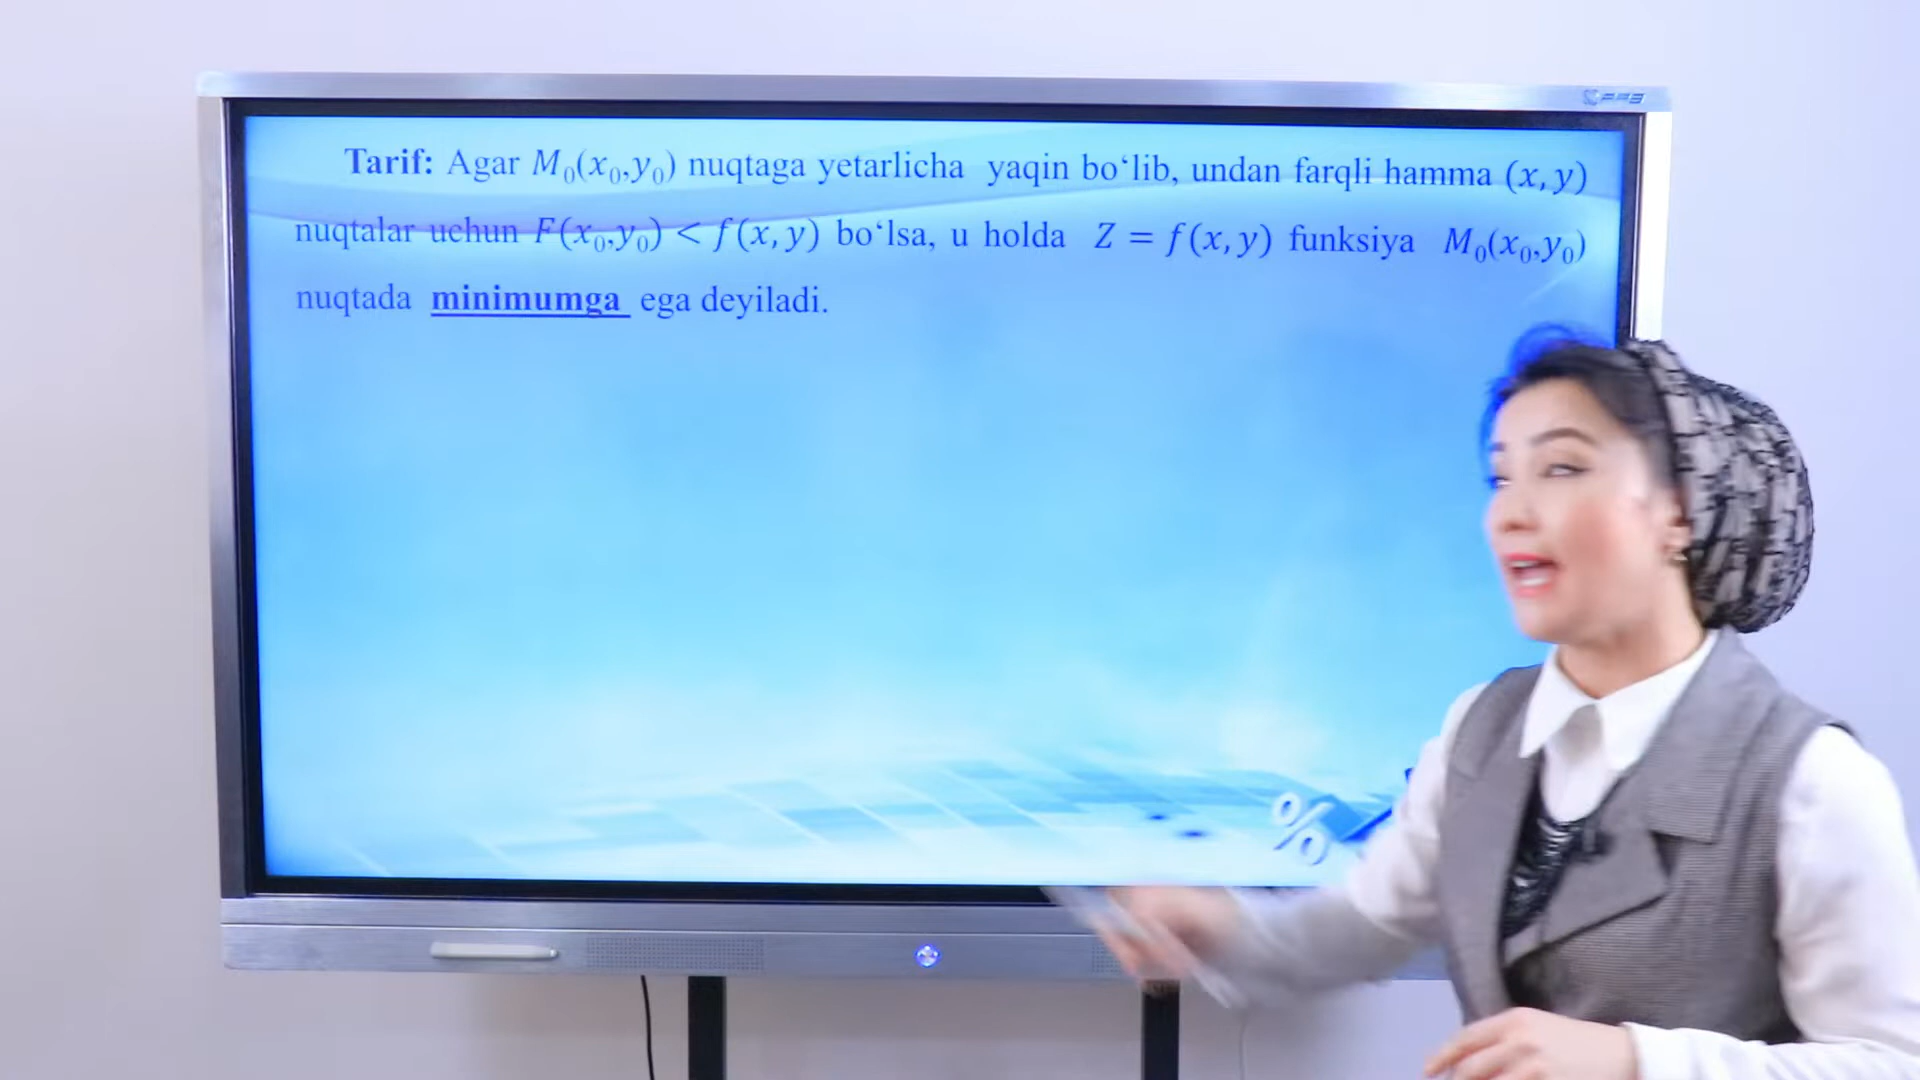 Tarif: Agar M₀(x₀,y₀) nuqtaga yetarlicha yaqin bo‘lib, undan farqli hamma (x, y)
nuqtalar uchun F(x₀,y₀) < f(x, y) bo‘lsa, u holda Z = f(x, y) funksiya M₀(x₀,y₀)
nuqtada minimumga ega deyiladi.
%